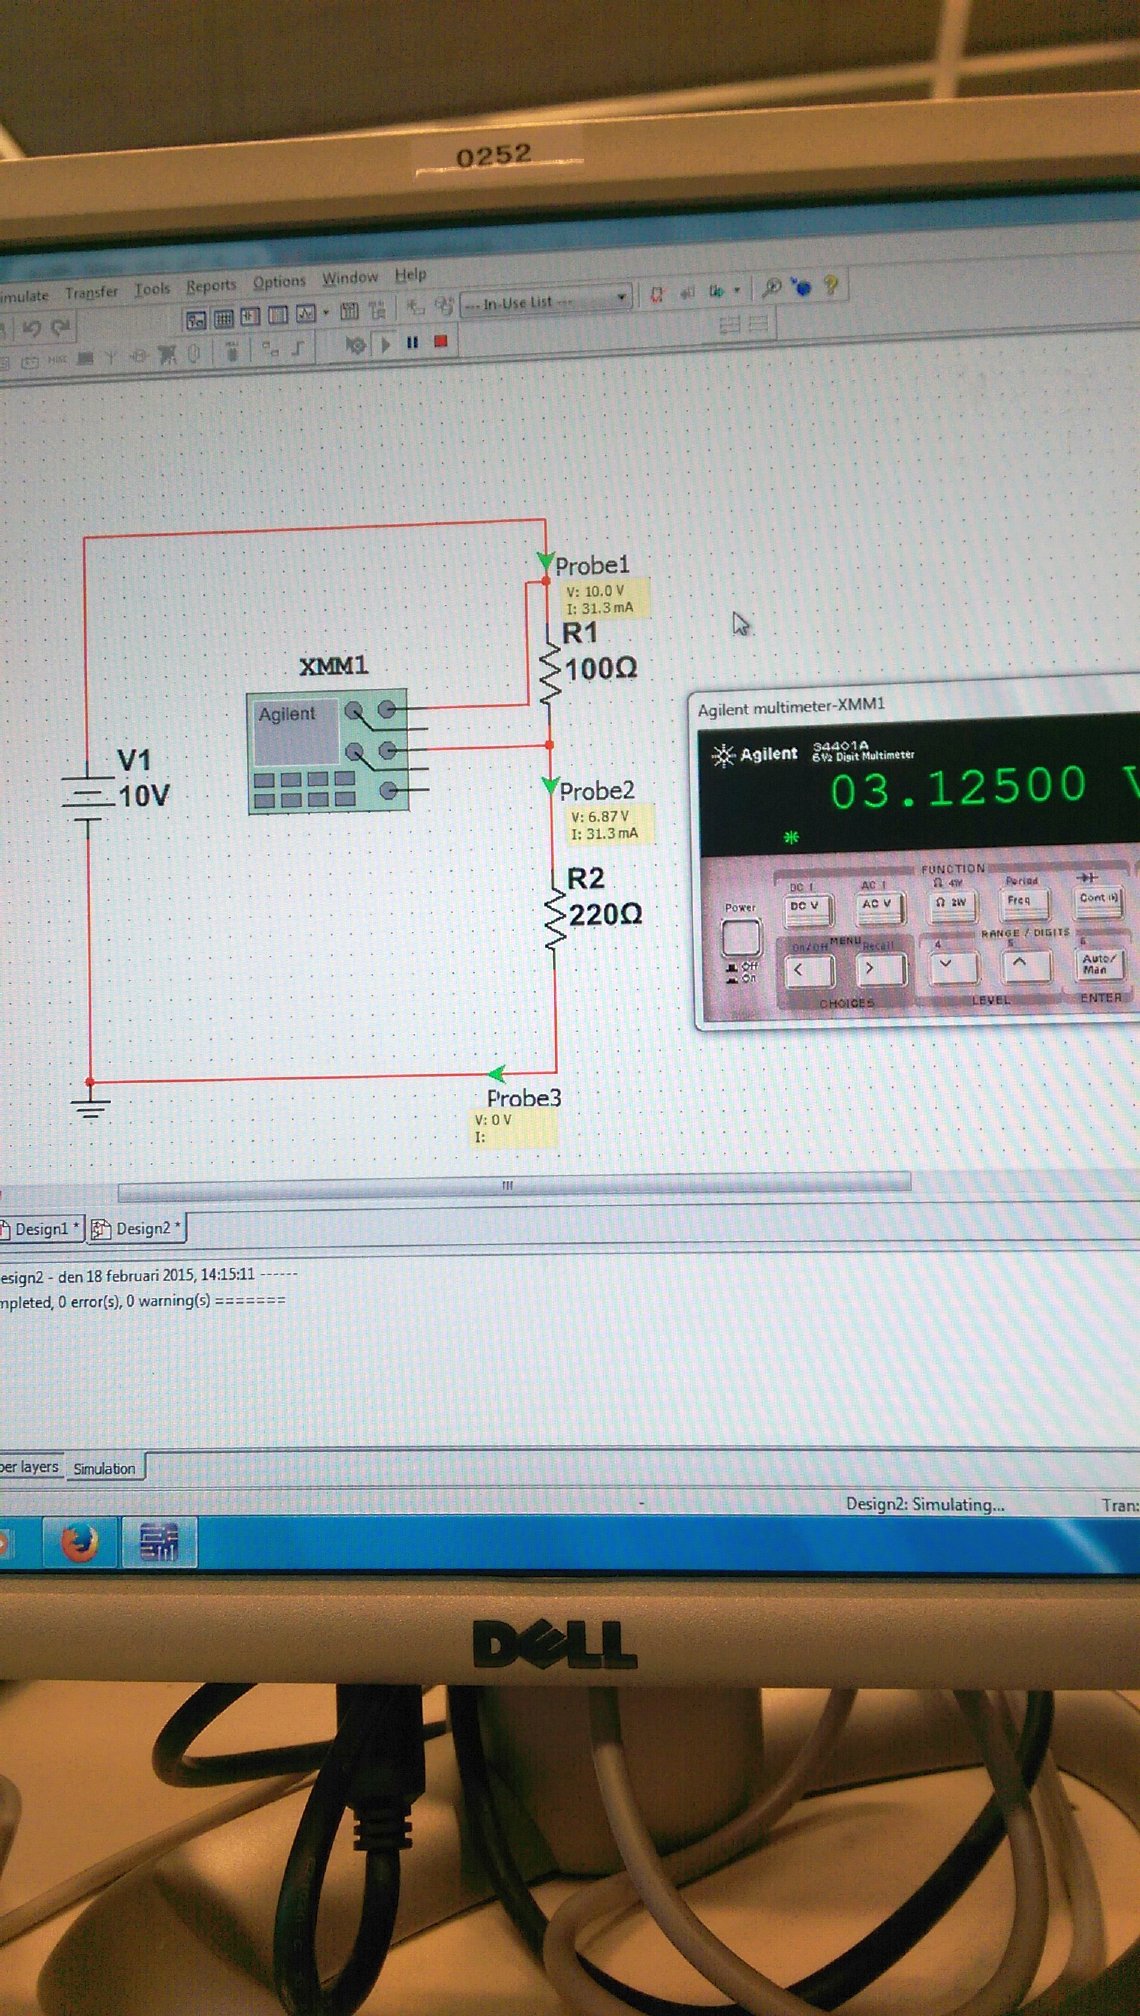 0252
Transfer Tools Reports Options Window Help
--- In-Use List ---
Probe1
V: 10.0 V
I: 31.3 mA
R1
100Ω
XMM1
Agilent
V1
10V
Probe2
V: 6.87 V
I: 31.3 mA
R2
220Ω
Probe3
V: 0 V
I:
Agilent multimeter-XMM1
Agilent 34401A
6½ Digit Multimeter
03.12500 V
FUNCTION
DC I AC I Ω 4W Period
Power
DC V AC V Ω 2W Freq Cont
RANGE / DIGITS
On/Off MENU Recall 4 5 6
Off
On
< > Auto/
Man
CHOICES LEVEL ENTER
Design1 * Design2 *
esign2 - den 18 februari 2015, 14:15:11 ------
mpleted, 0 error(s), 0 warning(s) =======
per layers Simulation
- Design2: Simulating... Tran:
DELL